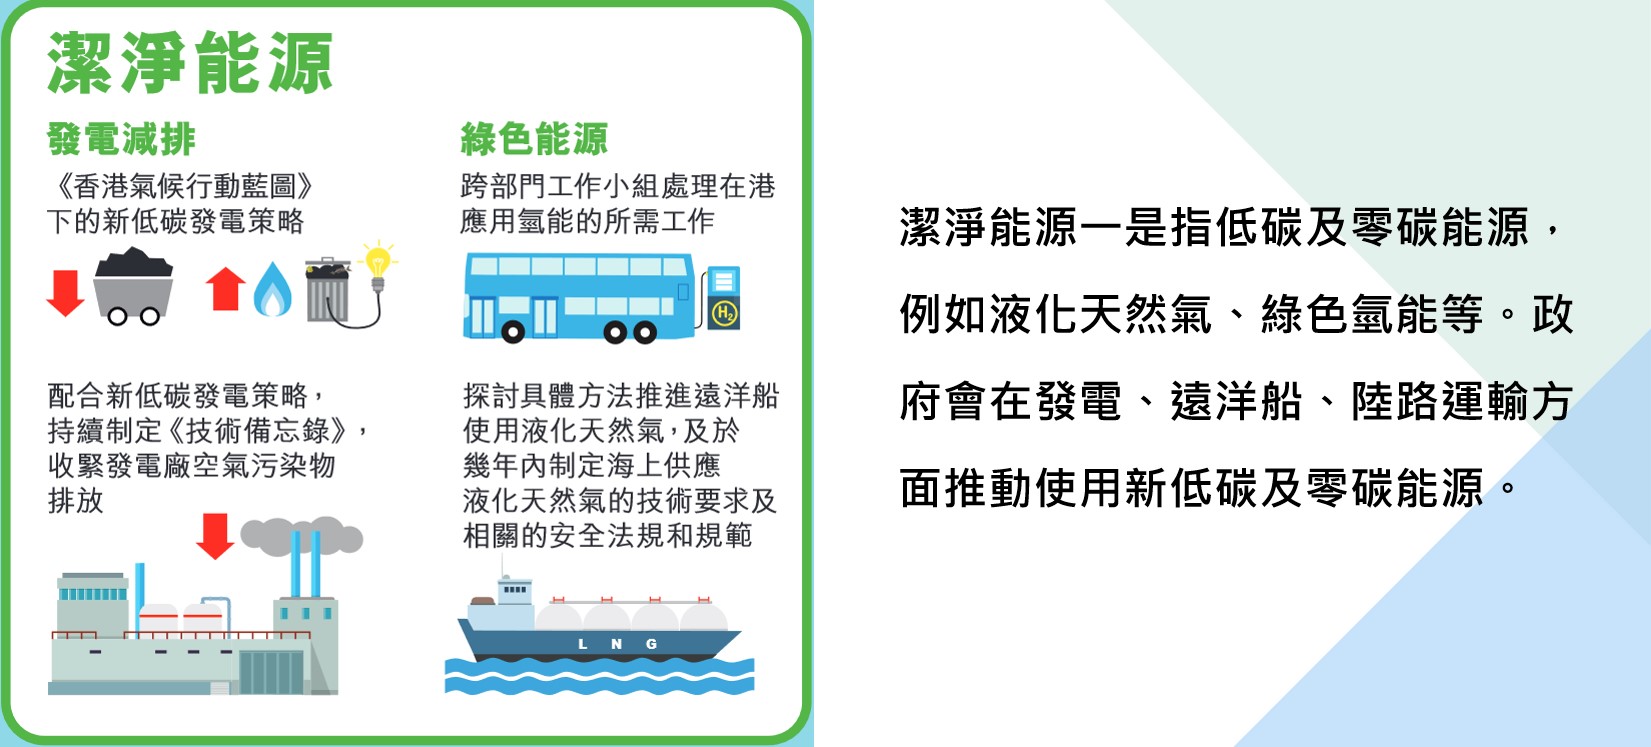 潔淨能源
發電減排
《香港氣候行動藍圖》
下的新低碳發電策略
配合新低碳發電策略，
持續制定《技術備忘錄》，
收緊發電廠空氣污染物
排放
綠色能源
跨部門工作小組處理在港
應用氫能的所需工作
H₂
探討具體方法推進遠洋船
使用液化天然氣，及於
幾年內制定海上供應
液化天然氣的技術要求及
相關的安全法規和規範
L N G
潔淨能源一是指低碳及零碳能源，
例如液化天然氣、綠色氫能等。政
府會在發電、遠洋船、陸路運輸方
面推動使用新低碳及零碳能源。